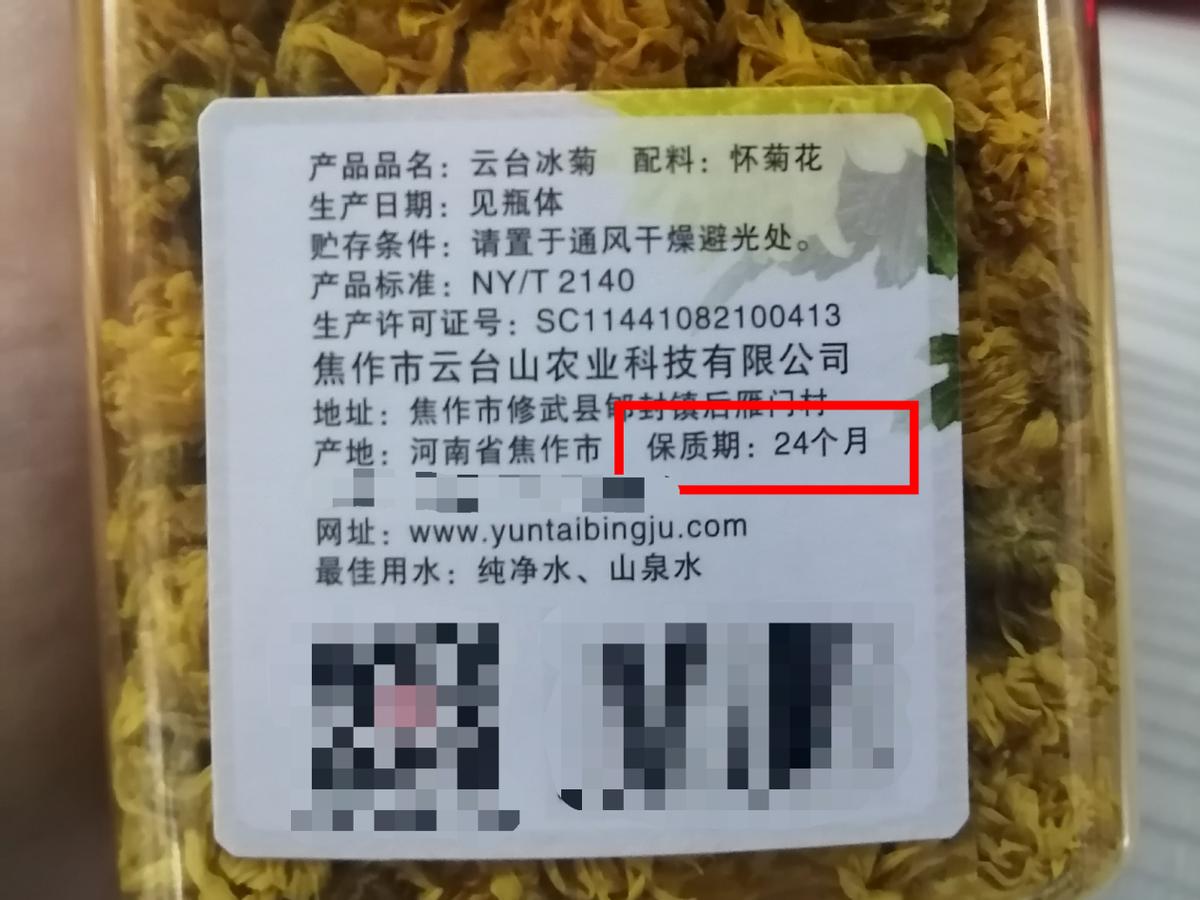 产品品名：云台冰菊 配料：怀菊花
生产日期：见瓶体
贮存条件：请置于通风干燥避光处。
产品标准：NY/T 2140
生产许可证号：SC11441082100413
焦作市云台山农业科技有限公司
地址：焦作市修武县郇封镇后雁门村
产地：河南省焦作市 保质期：24个月
网址：www.yuntaibingju.com
最佳用水：纯净水、山泉水